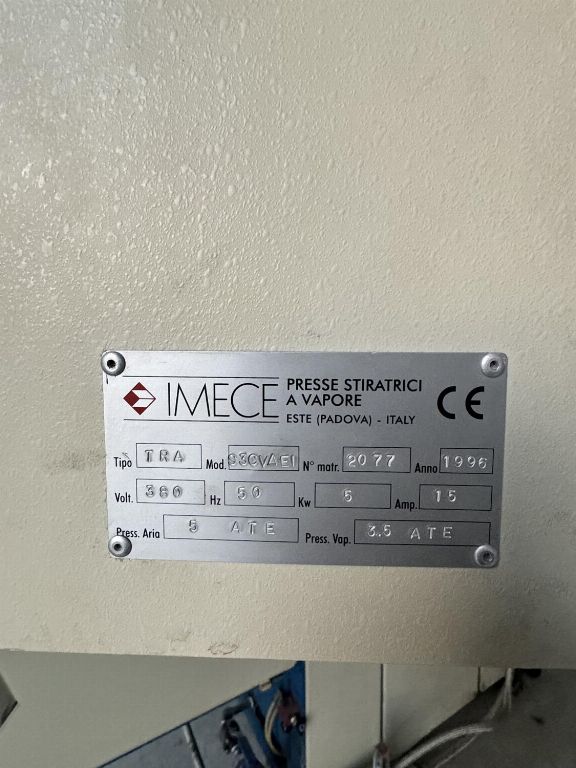 IMECE PRESSE STIRATRICI
A VAPORE
ESTE (PADOVA) - ITALY
CE
Tipo TRA Mod. N° matr. 2077 Anno 1996
Volt. 380 Hz 50 Kw Amp. 15
Press. Aria 5 ATE Press. Vap. 3.5 ATE